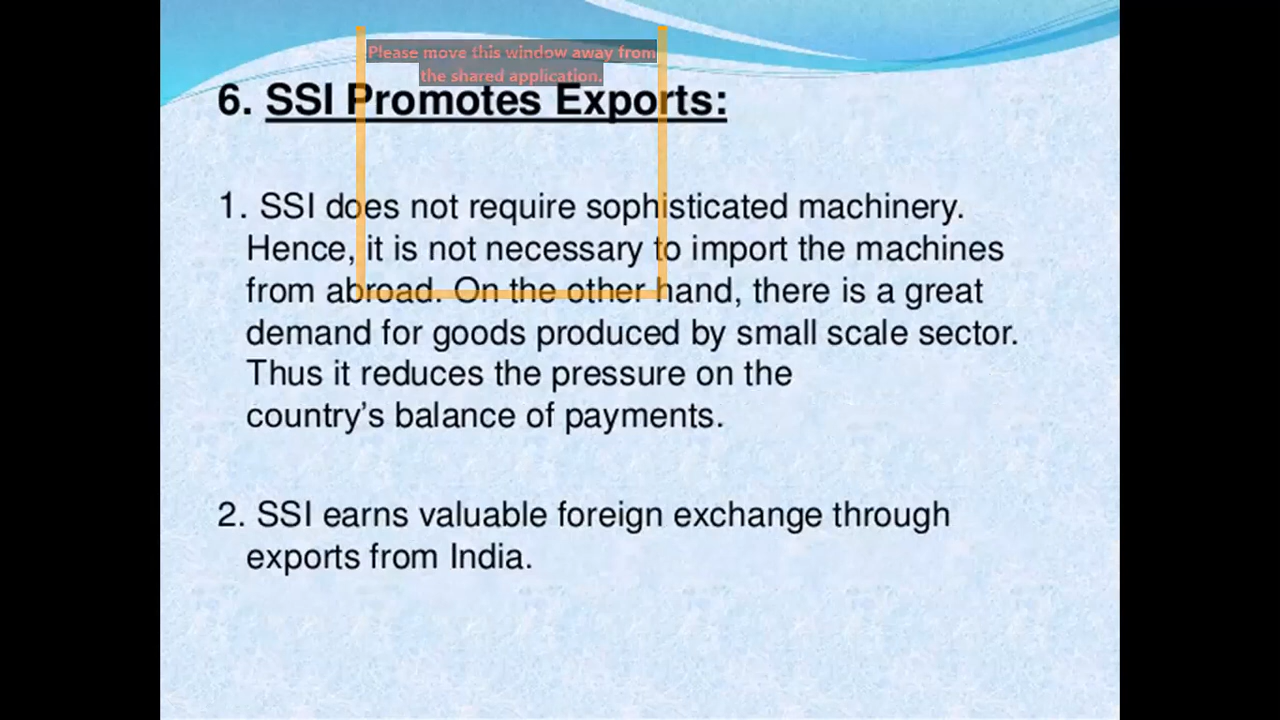 Please move this window away from
the shared application.
6. SSI Promotes Exports:
1. SSI does not require sophisticated machinery.
Hence, it is not necessary to import the machines
from abroad. On the other hand, there is a great
demand for goods produced by small scale sector.
Thus it reduces the pressure on the
country’s balance of payments.
2. SSI earns valuable foreign exchange through
exports from India.